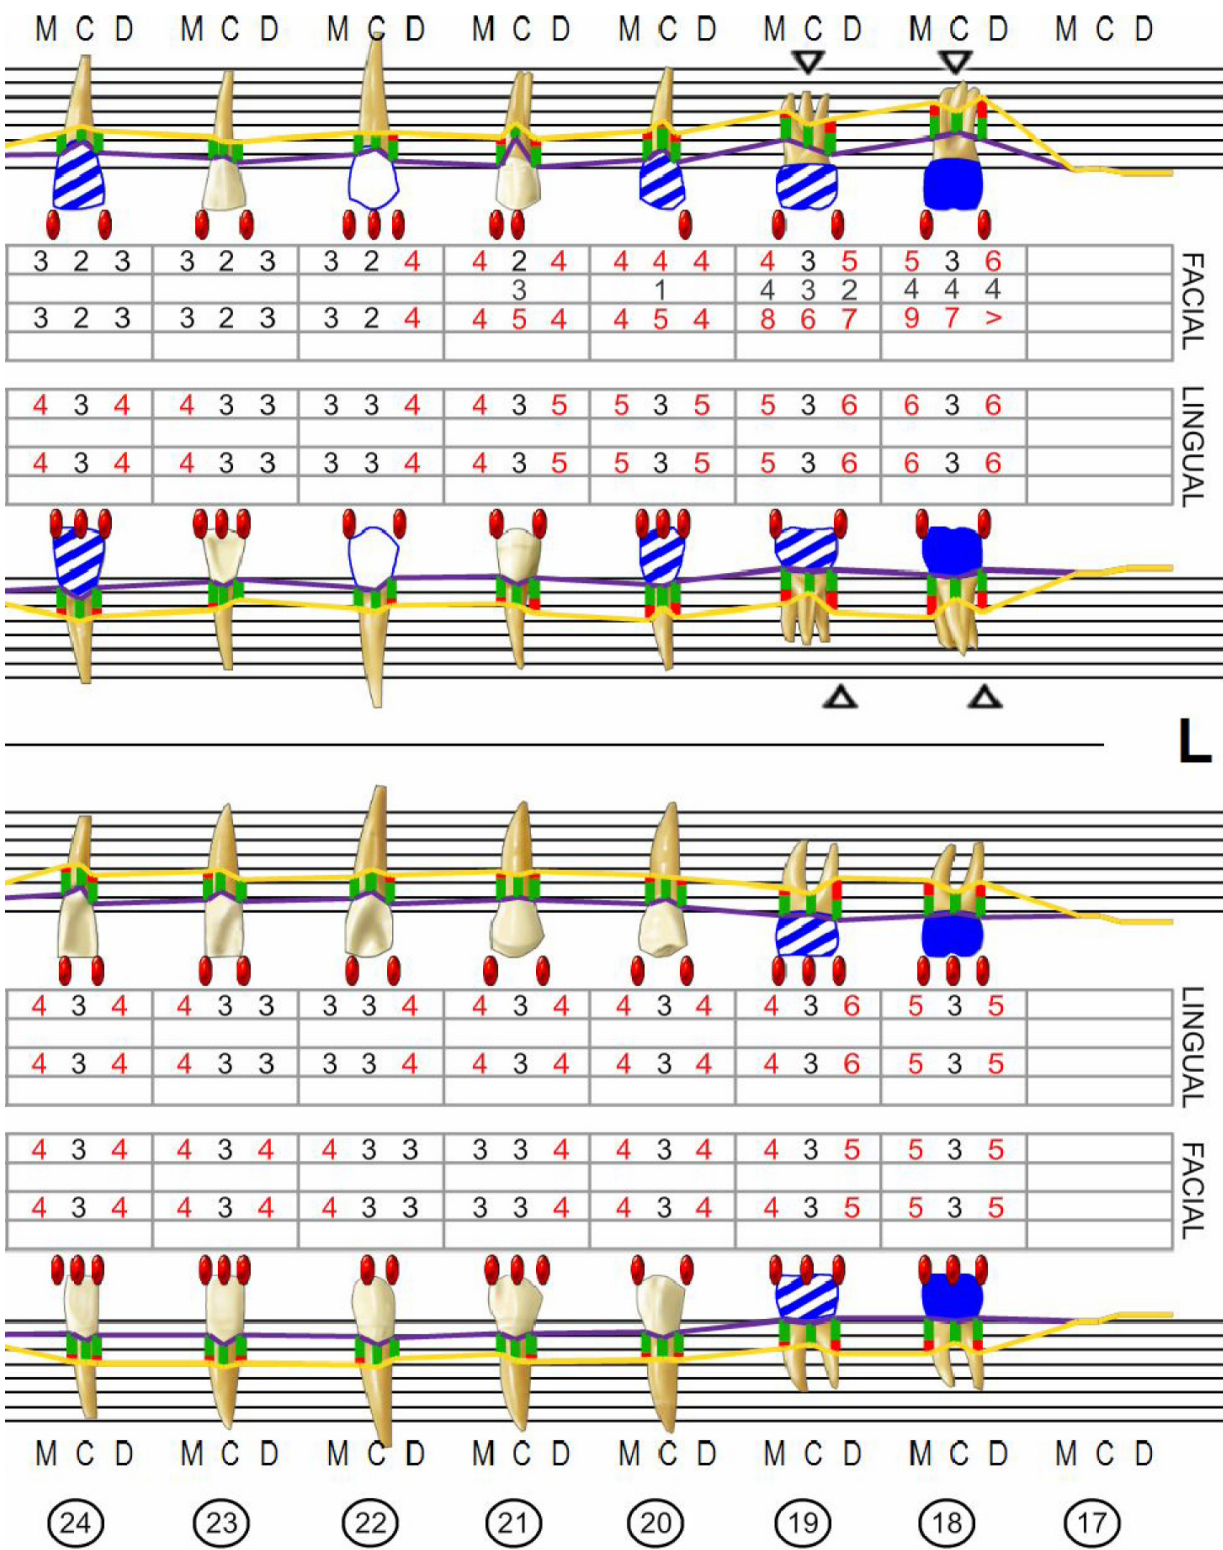 M C D M C D M C D M C D M C D M C D M C D M C D
3 2 3 3 2 3 3 2 4 4 2 4 4 4 4 4 3 5 5 3 6
3 1 4 3 2 4 4 4
3 2 3 3 2 3 3 2 4 4 5 4 4 5 4 8 6 7 9 7 >
FACIAL
4 3 4 4 3 3 3 3 4 4 3 5 5 3 5 5 3 6 6 3 6
4 3 4 4 3 3 3 3 4 4 3 5 5 3 5 5 3 6 6 3 6
LINGUAL
L
4 3 4 4 3 3 3 3 4 4 3 4 4 3 4 4 3 6 5 3 5
4 3 4 4 3 3 3 3 4 4 3 4 4 3 4 4 3 6 5 3 5
LINGUAL
4 3 4 4 3 4 4 3 3 3 3 4 4 3 4 4 3 5 5 3 5
4 3 4 4 3 4 4 3 3 3 3 4 4 3 4 4 3 5 5 3 5
FACIAL
M C D M C D M C D M C D M C D M C D M C D M C D
24 23 22 21 20 19 18 17